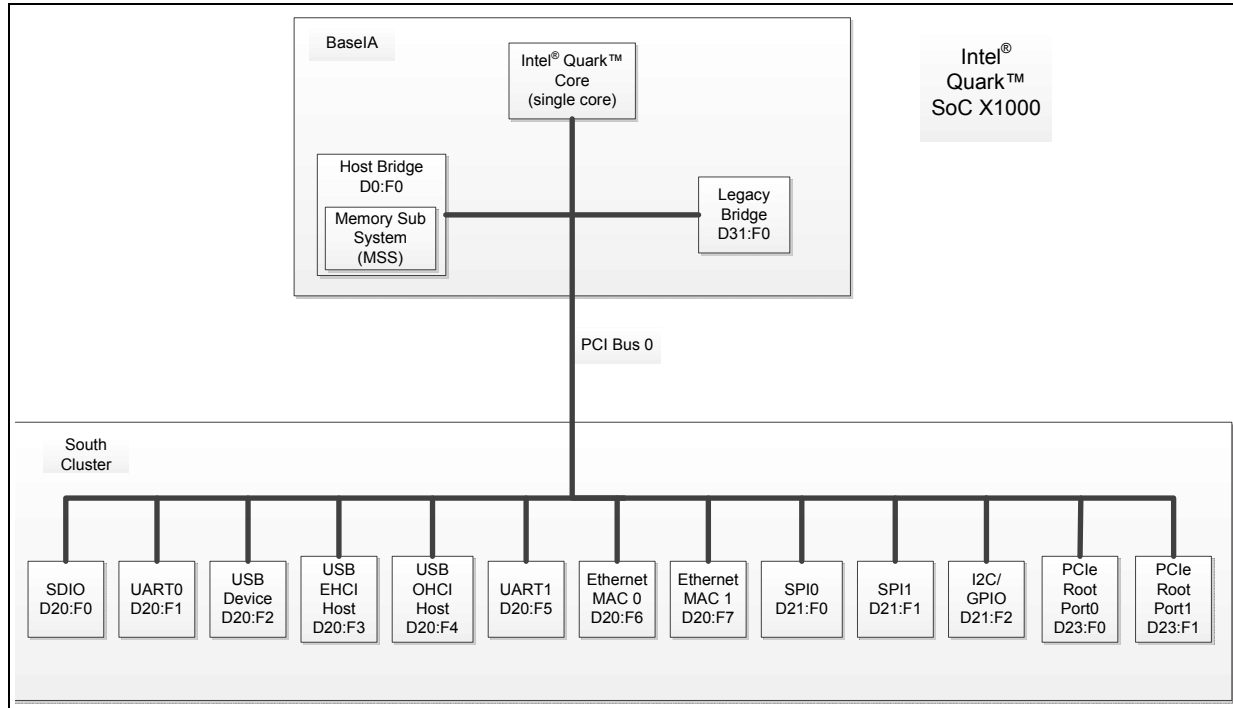 BaseIA
Intel® Quark™
Core
(single core)
Intel®
Quark™
SoC X1000
Host Bridge
D0:F0
Memory Sub
System
(MSS)
Legacy
Bridge
D31:F0
PCI Bus 0
South
Cluster
SDIO
D20:F0
UART0
D20:F1
USB
Device
D20:F2
USB
EHCI
Host
D20:F3
USB
OHCI
Host
D20:F4
UART1
D20:F5
Ethernet
MAC 0
D20:F6
Ethernet
MAC 1
D20:F7
SPI0
D21:F0
SPI1
D21:F1
I2C/
GPIO
D21:F2
PCIe
Root
Port0
D23:F0
PCIe
Root
Port1
D23:F1